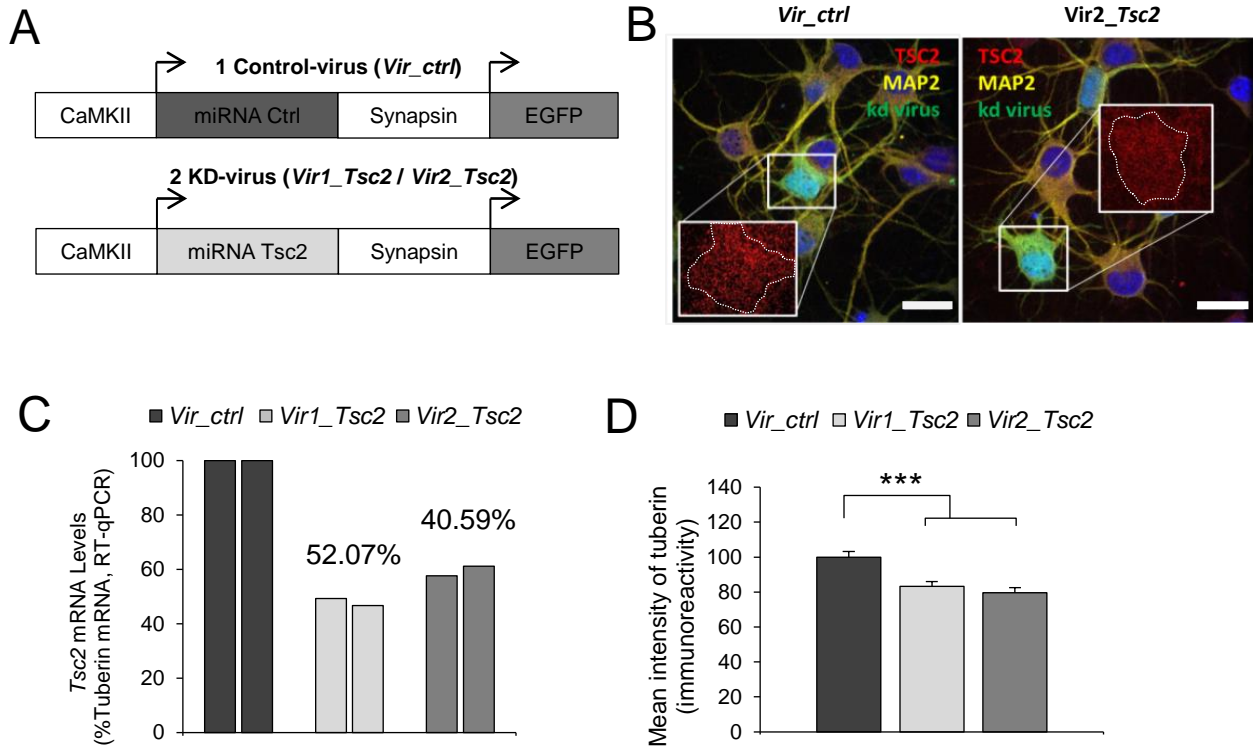 A
1 Control-virus (Vir_ctrl)
CaMKII miRNA Ctrl Synapsin EGFP
2 KD-virus (Vir1_Tsc2 / Vir2_Tsc2)
CaMKII miRNA Tsc2 Synapsin EGFP
B
Vir_ctrl Vir2_Tsc2
TSC2 TSC2
MAP2 MAP2
kd virus kd virus
C
Vir_ctrl Vir1_Tsc2 Vir2_Tsc2
Tsc2 mRNA Levels
(%Tuberin mRNA, RT-qPCR)
100
80
60
40
20
0
52.07%
40.59%
D
Vir_ctrl Vir1_Tsc2 Vir2_Tsc2
Mean intensity of tuberin
(immunoreactivity)
140
120
100
80
60
40
20
0
***